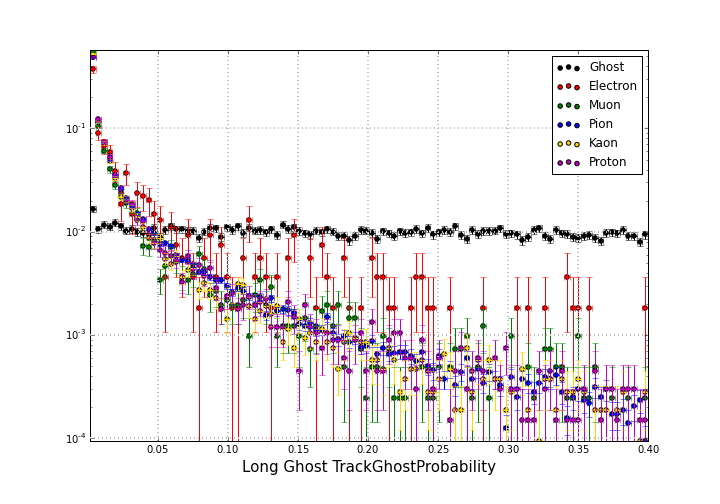 Ghost
Electron
Muon
Pion
Kaon
Proton
10⁻¹
10⁻²
10⁻³
10⁻⁴
0.05 0.10 0.15 0.20 0.25 0.30 0.35 0.40
Long Ghost TrackGhostProbability